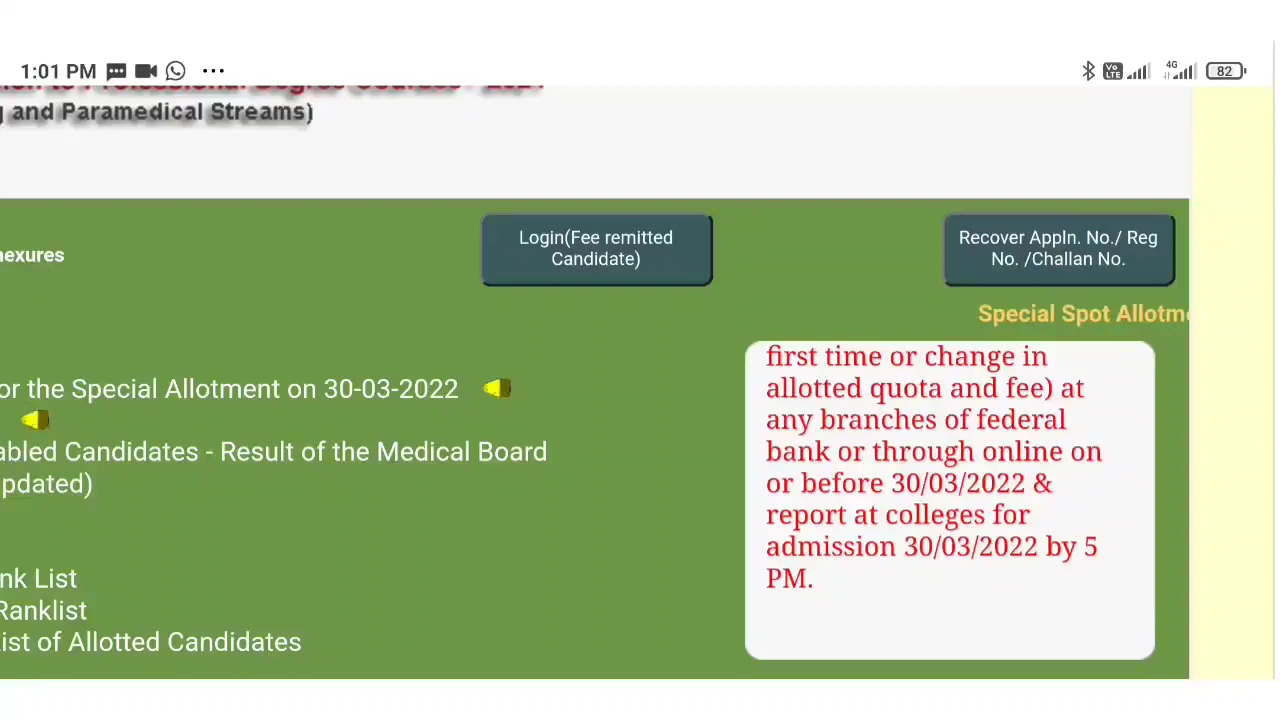 1:01 PM
Vo LTE
4G
82
and Paramedical Streams)
Login(Fee remitted
Candidate)
Recover Appln. No./ Reg
No. /Challan No.
nexures
Special Spot Allotm
first time or change in
allotted quota and fee) at
any branches of federal
bank or through online on
or before 30/03/2022 &
report at colleges for
admission 30/03/2022 by 5
PM.
or the Special Allotment on 30-03-2022
abled Candidates - Result of the Medical Board
pdated)
nk List
Ranklist
ist of Allotted Candidates